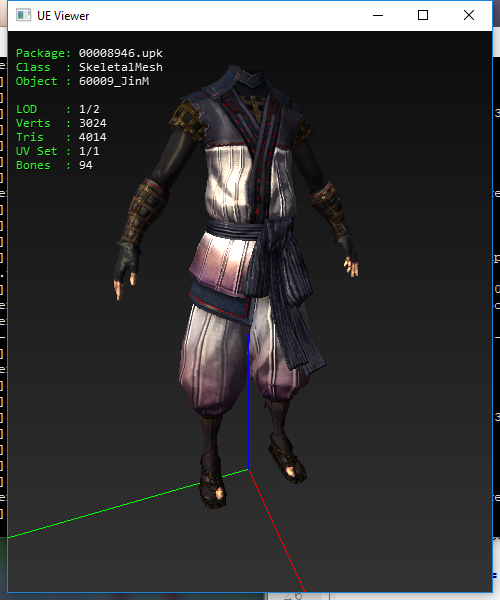 UE Viewer
Package: 00008946.upk
Class  : SkeletalMesh
Object : 60009_JinM
LOD    : 1/2
Verts  : 3024
Tris   : 4014
UV Set : 1/1
Bones  : 94